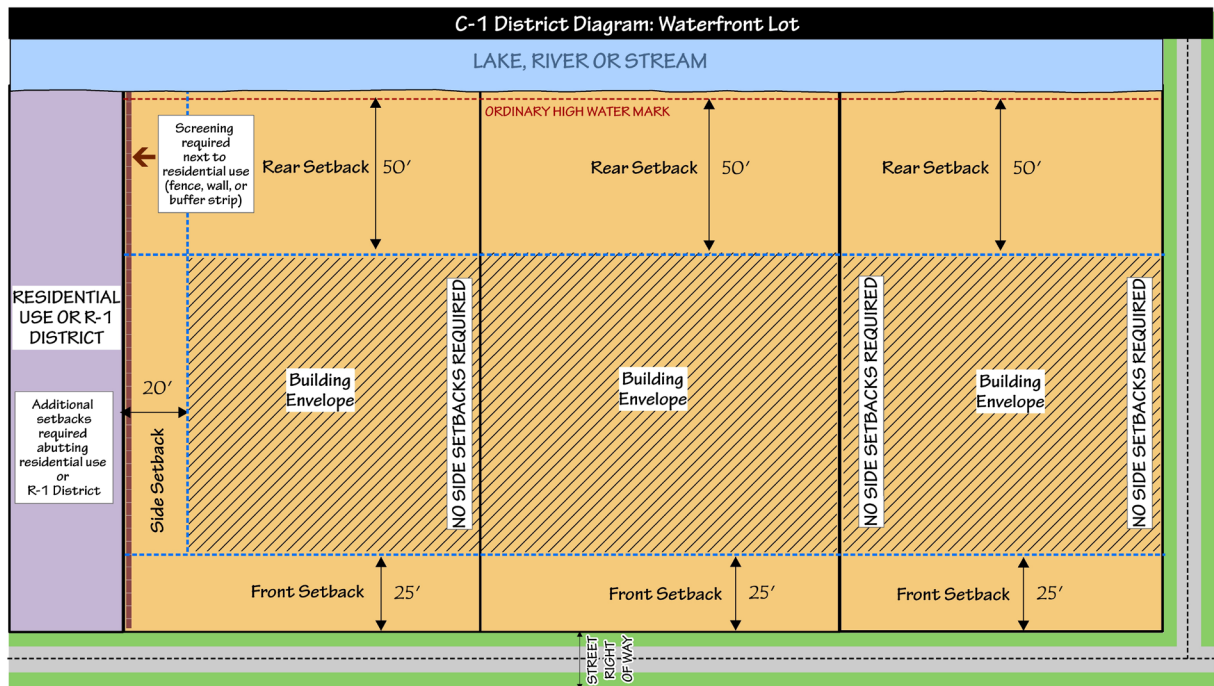 C-1 District Diagram: Waterfront Lot
LAKE, RIVER OR STREAM
ORDINARY HIGH WATER MARK
Screening
required
next to
residential use
(fence, wall, or
buffer strip)
Rear Setback 50'
Rear Setback 50'
Rear Setback 50'
RESIDENTIAL
USE OR R-1
DISTRICT
Additional
setbacks
required
abutting
residential use
or
R-1 District
20'
Side Setback
Building
Envelope
NO SIDE SETBACKS REQUIRED
Building
Envelope
NO SIDE SETBACKS REQUIRED
Building
Envelope
NO SIDE SETBACKS REQUIRED
Front Setback 25'
Front Setback 25'
Front Setback 25'
STREET
RIGHT
OF WAY